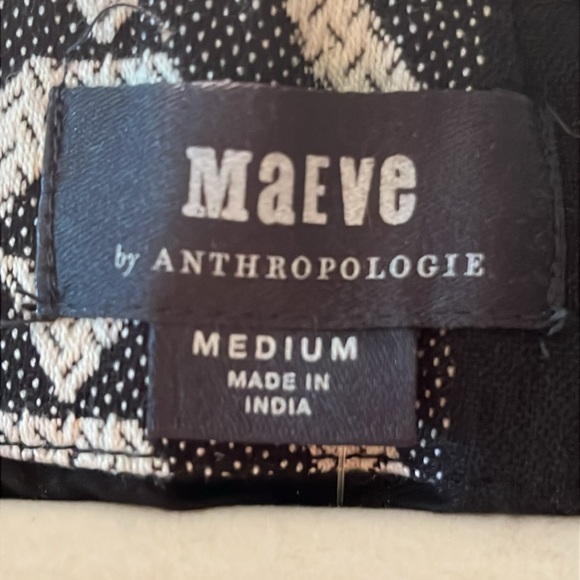 MaEve
by ANTHROPOLOGIE
MEDIUM
MADE IN
INDIA